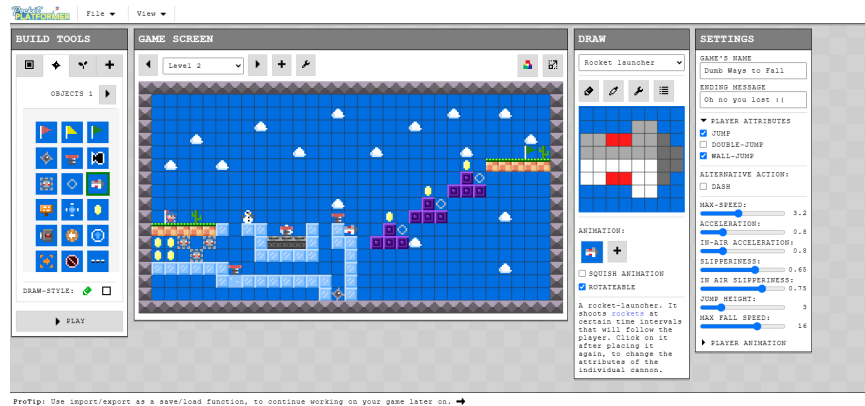 Rocket
PLATFORMER
File
View
BUILD TOOLS
OBJECTS 1
DRAW-STYLE:
PLAY
GAME SCREEN
Level 2
DRAW
Rocket launcher
ANIMATION:
SQUISH ANIMATION
ROTATEABLE
A rocket-launcher. It
shoots rockets at
certain time intervals
that will follow the
player. Click on it
after placing it
again, to change the
attributes of the
individual cannon.
SETTINGS
GAME'S NAME
Dumb Ways to Fall
ENDING MESSAGE
Oh no you lost :(
PLAYER ATTRIBUTES
JUMP
DOUBLE-JUMP
WALL-JUMP
ALTERNATIVE ACTION:
DASH
MAX-SPEED:
3.2
ACCELERATION:
0.8
IN-AIR ACCELERATION:
0.8
SLIPPERINESS:
0.65
IN AIR SLIPPERINESS:
0.75
JUMP HEIGHT:
3
MAX FALL SPEED:
16
PLAYER ANIMATION
ProTip: Use import/export as a save/load function, to continue working on your game later on.